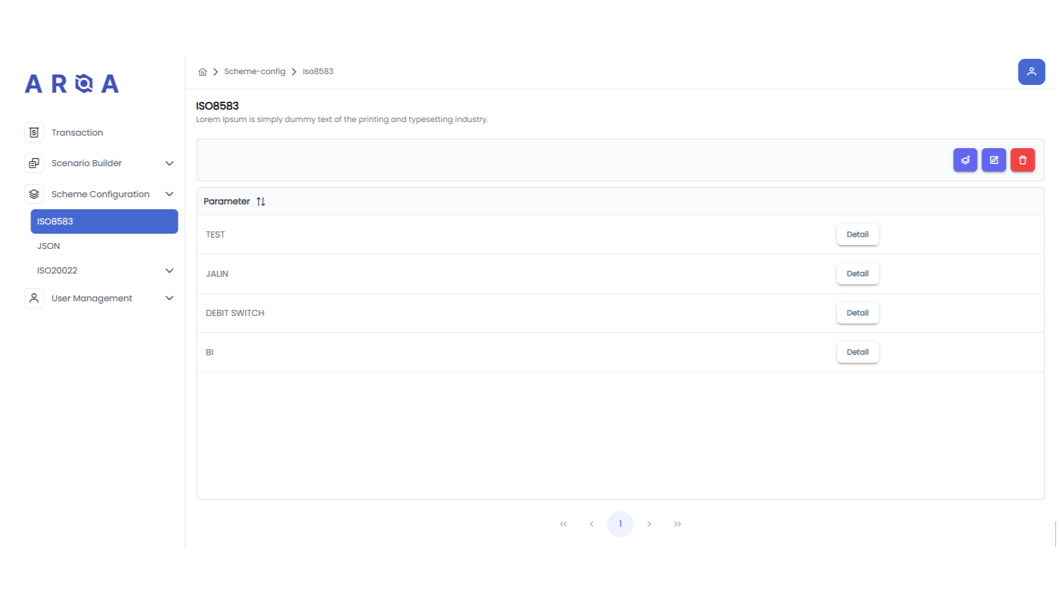 ARQA
Transaction
Scenario Builder
Scheme Configuration
ISO8583
JSON
ISO20022
User Management
Scheme-config
Iso8583
ISO8583
Lorem Ipsum is simply dummy text of the printing and typesetting industry.
Parameter
TEST Detail
JALIN Detail
DEBIT SWITCH Detail
BI Detail
1